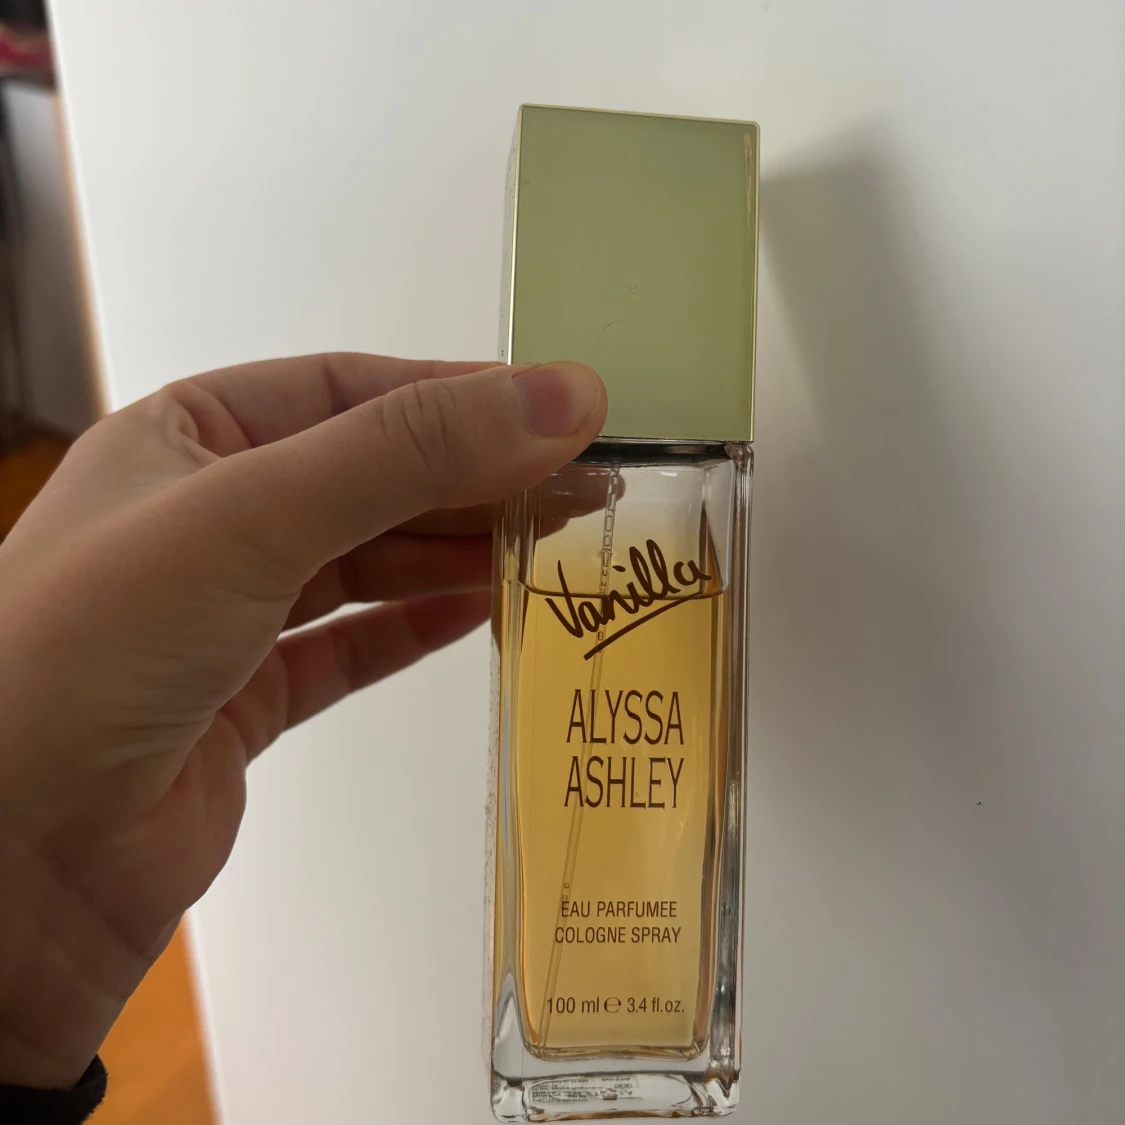 Vanilla
ALYSSA
ASHLEY
EAU PARFUMEE
COLOGNE SPRAY
100 ml ℮ 3.4 fl.oz.